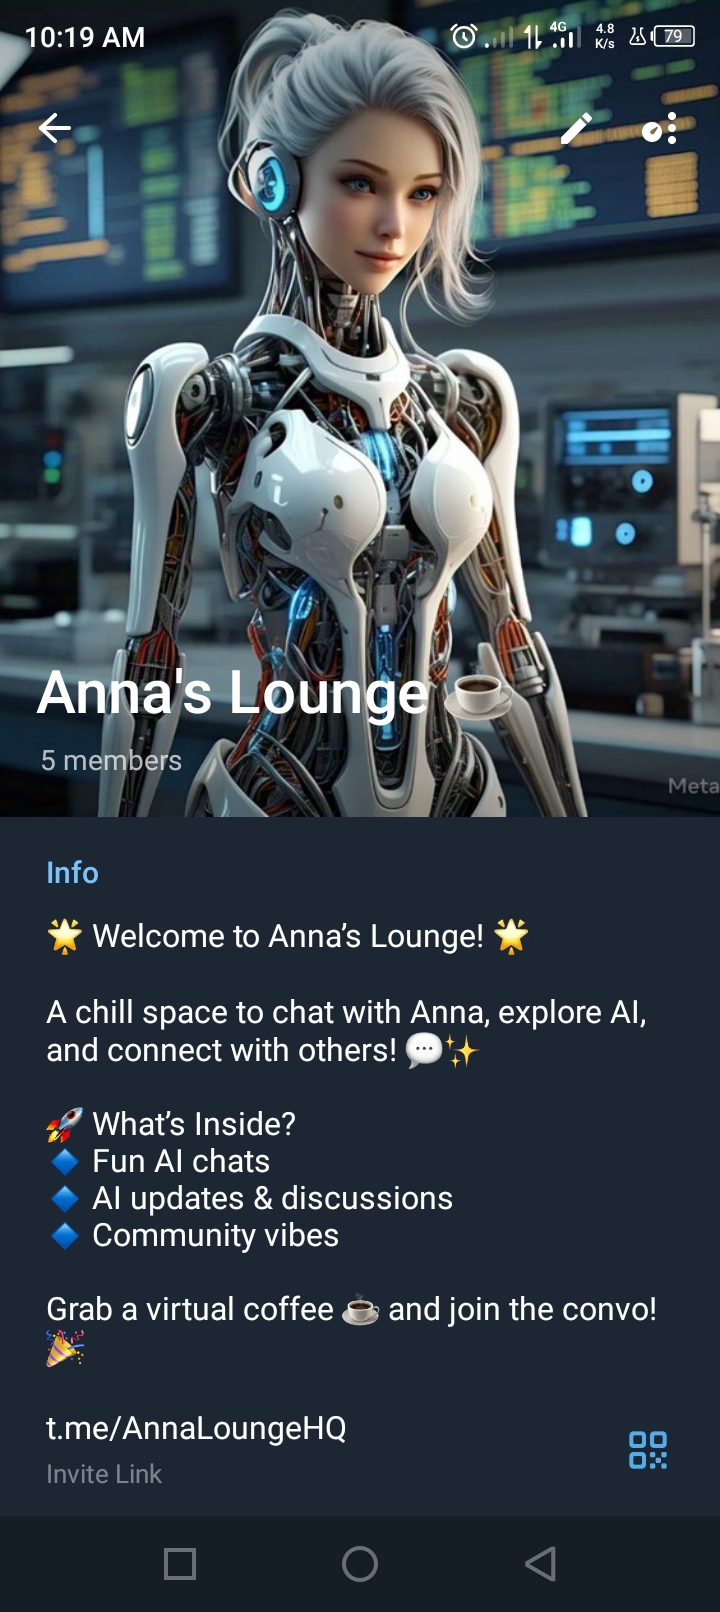 10:19 AM
4G
4.8
K/s
79
Anna's Lounge ☕
5 members
Meta
Info
🌟 Welcome to Anna’s Lounge! 🌟
A chill space to chat with Anna, explore AI,
and connect with others! 💬✨
🚀 What’s Inside?
🔹 Fun AI chats
🔹 AI updates & discussions
🔹 Community vibes
Grab a virtual coffee ☕ and join the convo!
🎉
t.me/AnnaLoungeHQ
Invite Link